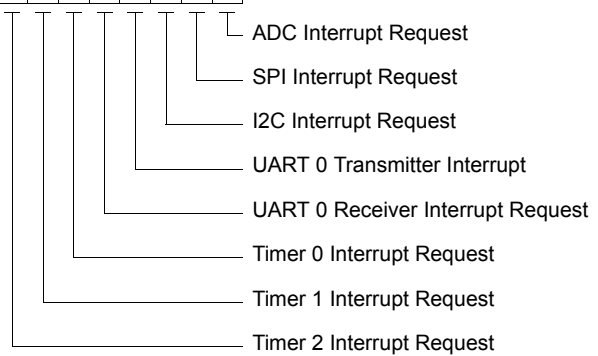 ADC Interrupt Request
SPI Interrupt Request
I2C Interrupt Request
UART 0 Transmitter Interrupt
UART 0 Receiver Interrupt Request
Timer 0 Interrupt Request
Timer 1 Interrupt Request
Timer 2 Interrupt Request